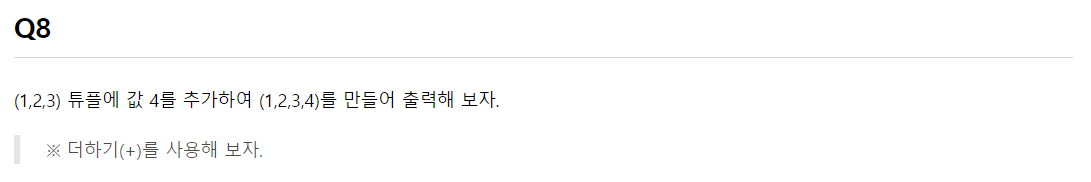 Q8
(1,2,3) 튜플에 값 4를 추가하여 (1,2,3,4)를 만들어 출력해 보자.
※ 더하기(+)를 사용해 보자.